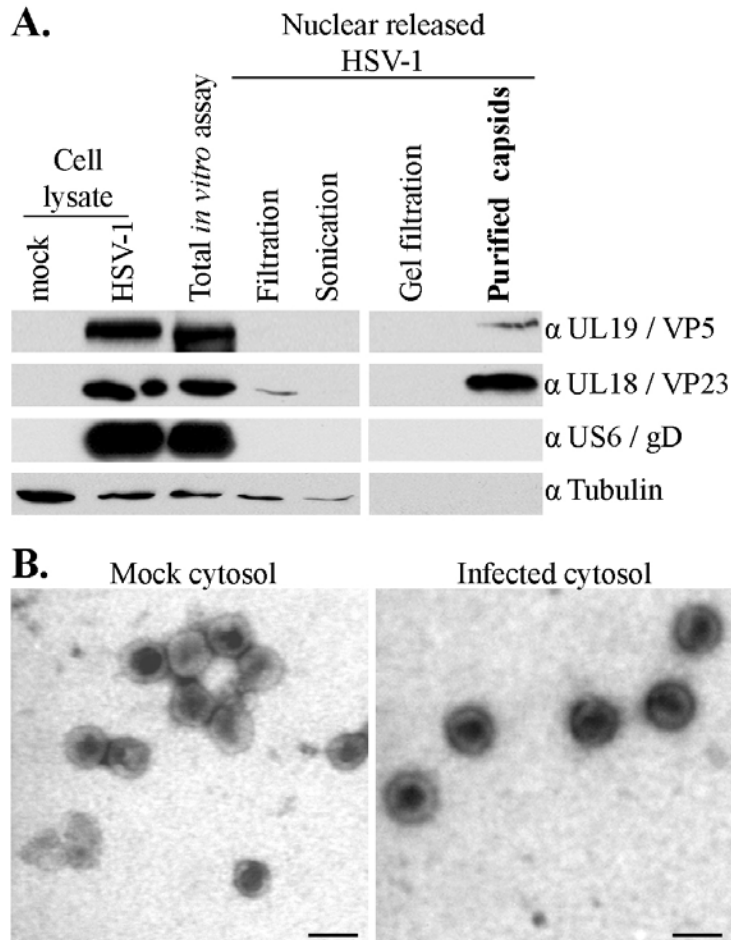 A.
Nuclear released
HSV-1
Cell
lysate
mock
HSV-1
Total in vitro assay
Filtration
Sonication
Gel filtration
Purified capsids
α UL19 / VP5
α UL18 / VP23
α US6 / gD
α Tubulin
B.
Mock cytosol
Infected cytosol